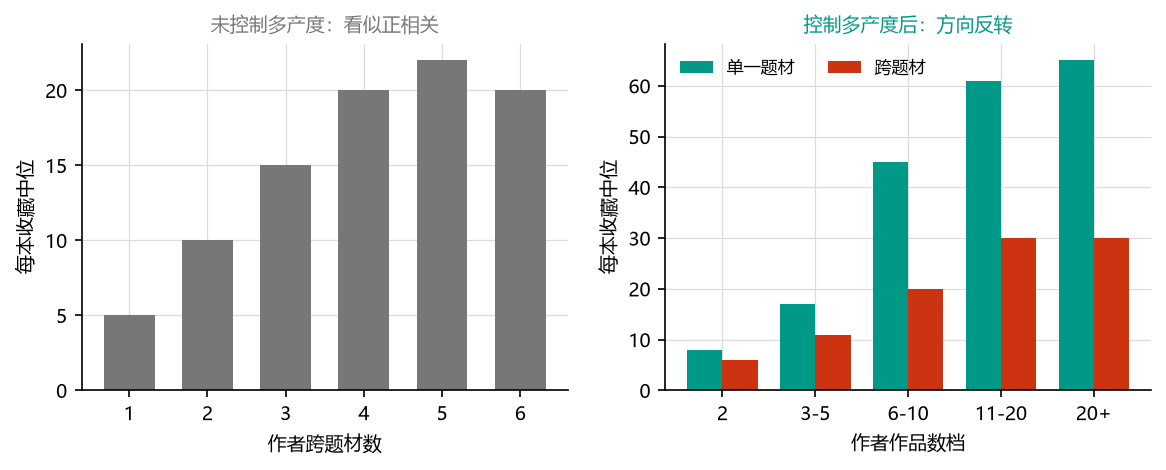 未控制多产度：看似正相关
每本收藏中位
20
15
10
5
0
1 2 3 4 5 6
作者跨题材数
控制多产度后：方向反转
单一题材 跨题材
每本收藏中位
60
50
40
30
20
10
0
2 3-5 6-10 11-20 20+
作者作品数档